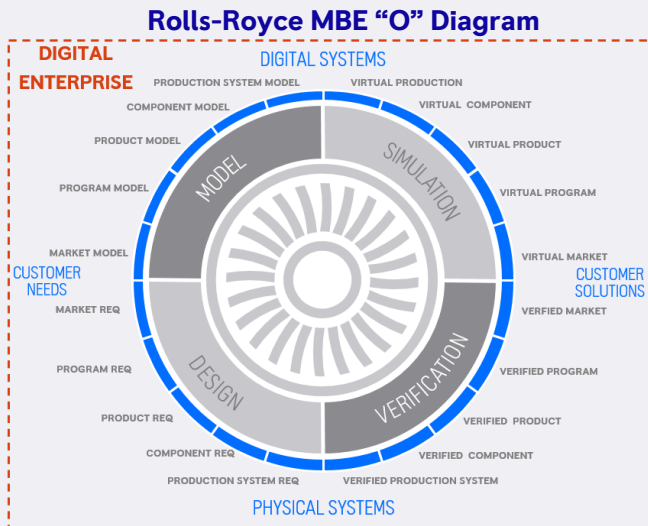 Rolls-Royce MBE “O” Diagram
DIGITAL
ENTERPRISE
DIGITAL SYSTEMS
PRODUCTION SYSTEM MODEL
VIRTUAL PRODUCTION
COMPONENT MODEL
VIRTUAL COMPONENT
PRODUCT MODEL
VIRTUAL PRODUCT
PROGRAM MODEL
VIRTUAL PROGRAM
MARKET MODEL
VIRTUAL MARKET
MODEL
SIMULATION
CUSTOMER
NEEDS
CUSTOMER
SOLUTIONS
MARKET REQ
VERFIED MARKET
PROGRAM REQ
VERIFIED PROGRAM
DESIGN
VERIFICATION
PRODUCT REQ
VERIFIED PRODUCT
COMPONENT REQ
VERIFIED COMPONENT
PRODUCTION SYSTEM REQ
VERIFIED PRODUCTION SYSTEM
PHYSICAL SYSTEMS